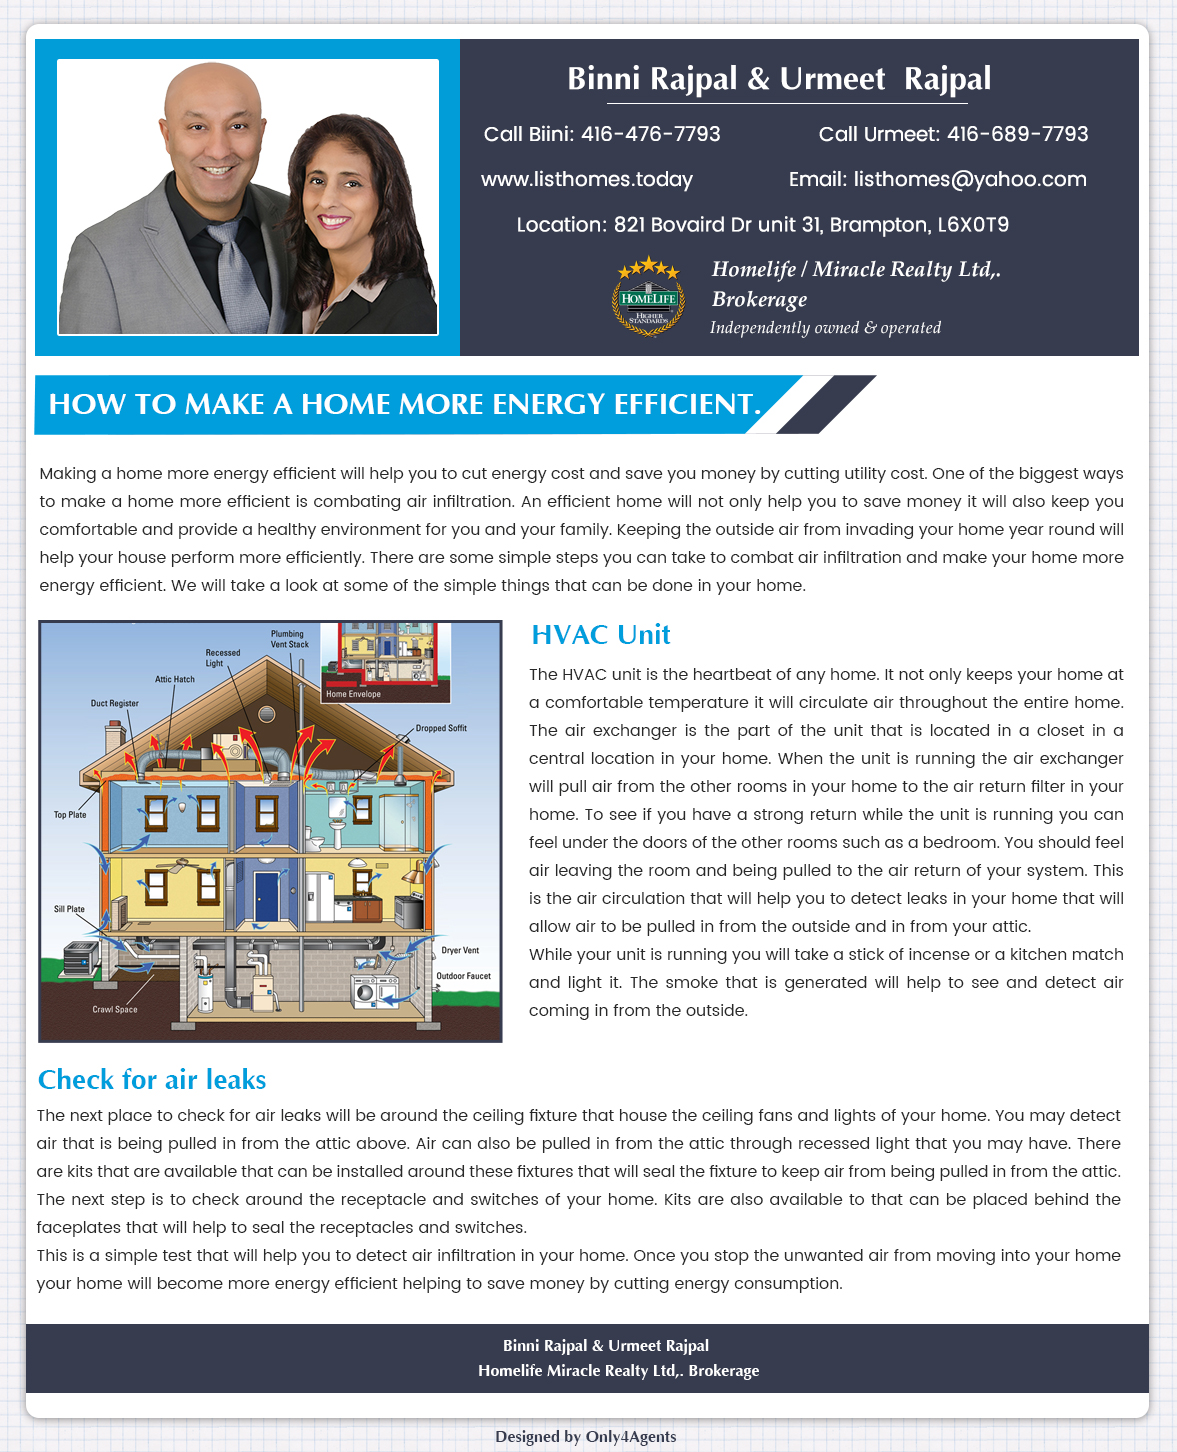 Binni Rajpal & Urmeet  Rajpal
Call Biini: 416-476-7793
Call Urmeet: 416-689-7793
www.listhomes.today
Email: listhomes@yahoo.com
Location: 821 Bovaird Dr unit 31, Brampton, L6X0T9
HOMELIFE
HIGHER
STANDARDS
Homelife / Miracle Realty Ltd,.
Brokerage
Independently owned & operated
HOW TO MAKE A HOME MORE ENERGY EFFICIENT.
Making a home more energy efficient will help you to cut energy cost and save you money by cutting utility cost. One of the biggest ways
to make a home more efficient is combating air infiltration. An efficient home will not only help you to save money it will also keep you
comfortable and provide a healthy environment for you and your family. Keeping the outside air from invading your home year round will
help your house perform more efficiently. There are some simple steps you can take to combat air infiltration and make your home more
energy efficient. We will take a look at some of the simple things that can be done in your home.
Plumbing
Vent Stack
Recessed
Light
Attic Hatch
Duct Register
Home Envelope
Dropped Soffit
Top Plate
Sill Plate
Dryer Vent
Outdoor Faucet
Crawl Space
HVAC Unit
The HVAC unit is the heartbeat of any home. It not only keeps your home at
a comfortable temperature it will circulate air throughout the entire home.
The air exchanger is the part of the unit that is located in a closet in a
central location in your home. When the unit is running the air exchanger
will pull air from the other rooms in your home to the air return filter in your
home. To see if you have a strong return while the unit is running you can
feel under the doors of the other rooms such as a bedroom. You should feel
air leaving the room and being pulled to the air return of your system. This
is the air circulation that will help you to detect leaks in your home that will
allow air to be pulled in from the outside and in from your attic.
While your unit is running you will take a stick of incense or a kitchen match
and light it. The smoke that is generated will help to see and detect air
coming in from the outside.
Check for air leaks
The next place to check for air leaks will be around the ceiling fixture that house the ceiling fans and lights of your home. You may detect
air that is being pulled in from the attic above. Air can also be pulled in from the attic through recessed light that you may have. There
are kits that are available that can be installed around these fixtures that will seal the fixture to keep air from being pulled in from the attic.
The next step is to check around the receptacle and switches of your home. Kits are also available to that can be placed behind the
faceplates that will help to seal the receptacles and switches.
This is a simple test that will help you to detect air infiltration in your home. Once you stop the unwanted air from moving into your home
your home will become more energy efficient helping to save money by cutting energy consumption.
Binni Rajpal & Urmeet Rajpal
Homelife Miracle Realty Ltd,. Brokerage
Designed by Only4Agents